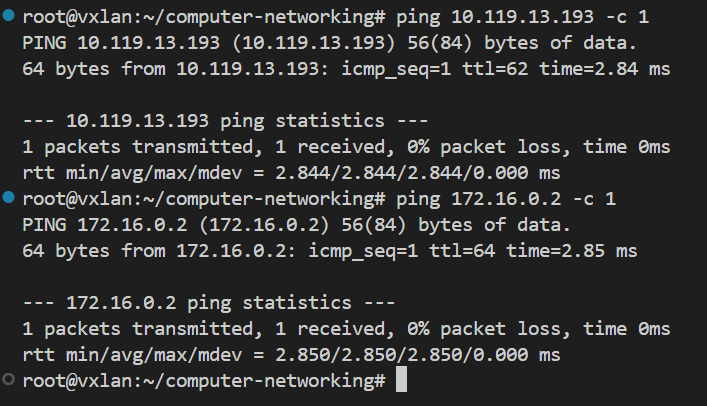 root@vxlan:~/computer-networking# ping 10.119.13.193 -c 1
PING 10.119.13.193 (10.119.13.193) 56(84) bytes of data.
64 bytes from 10.119.13.193: icmp_seq=1 ttl=62 time=2.84 ms
--- 10.119.13.193 ping statistics ---
1 packets transmitted, 1 received, 0% packet loss, time 0ms
rtt min/avg/max/mdev = 2.844/2.844/2.844/0.000 ms
root@vxlan:~/computer-networking# ping 172.16.0.2 -c 1
PING 172.16.0.2 (172.16.0.2) 56(84) bytes of data.
64 bytes from 172.16.0.2: icmp_seq=1 ttl=64 time=2.85 ms
--- 172.16.0.2 ping statistics ---
1 packets transmitted, 1 received, 0% packet loss, time 0ms
rtt min/avg/max/mdev = 2.850/2.850/2.850/0.000 ms
root@vxlan:~/computer-networking#